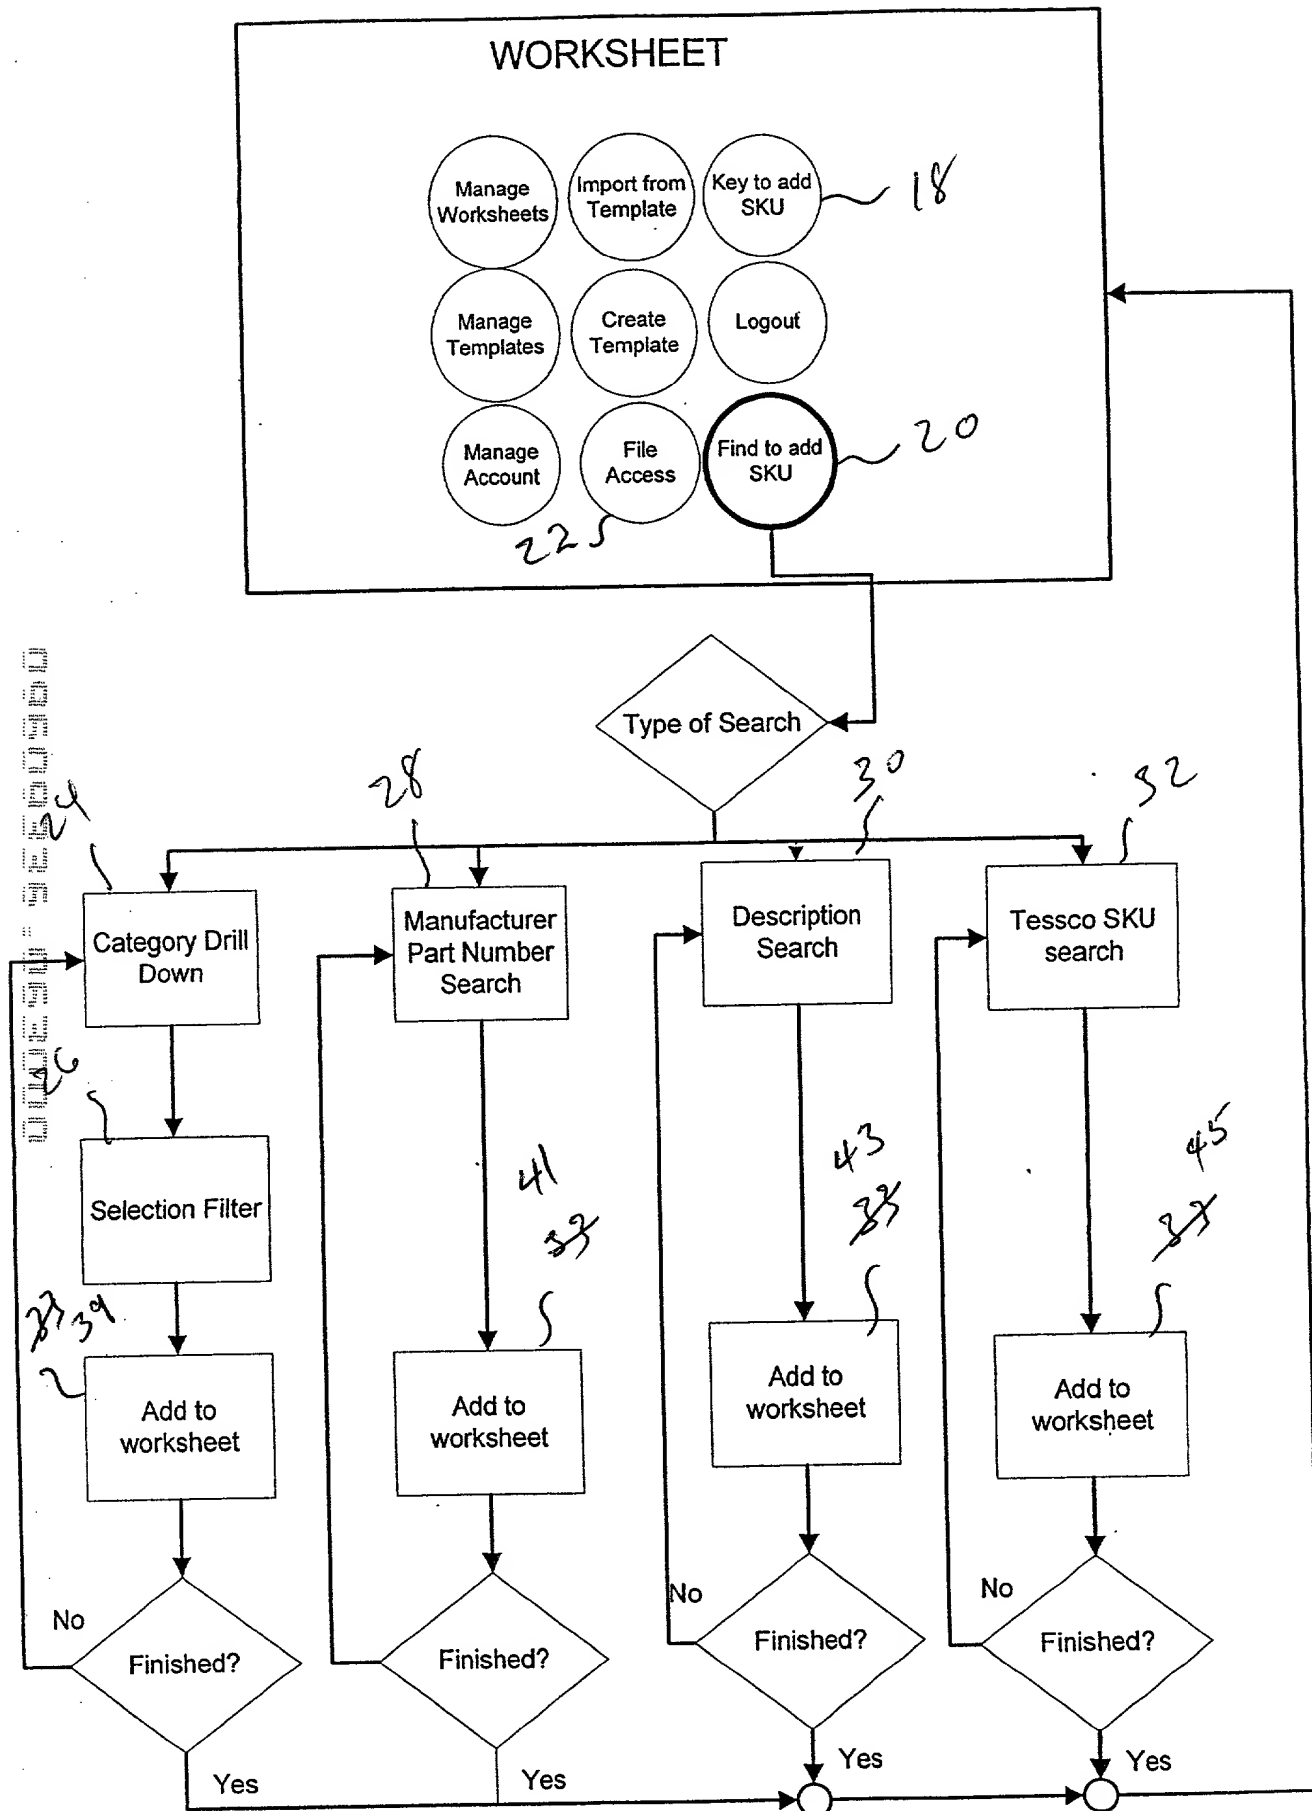 WORKSHEET
Manage
Worksheets
Import from
Template
Key to add
SKU
18
Manage
Templates
Create
Template
Logout
Manage
Account
File
Access
Find to add
SKU
20
22
Type of Search
24
28
30
32
Category Drill
Down
Manufacturer
Part Number
Search
Description
Search
Tessco SKU
search
26
Selection Filter
41
43
45
39
Add to
worksheet
Add to
worksheet
Add to
worksheet
Add to
worksheet
No
Finished?
Finished?
No
Finished?
No
Finished?
Yes
Yes
Yes
Yes